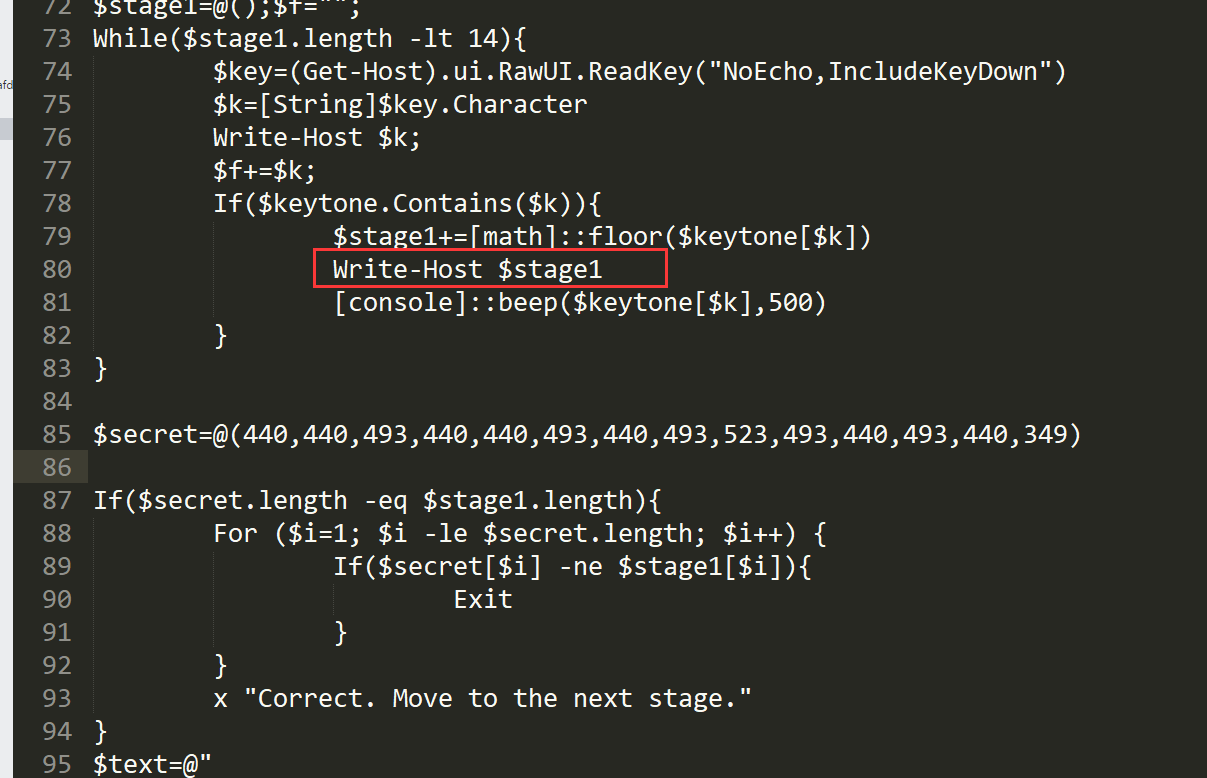 afd
72 $stage1=@();$f="";
73 While($stage1.length -lt 14){
74 $key=(Get-Host).ui.RawUI.ReadKey("NoEcho,IncludeKeyDown")
75 $k=[String]$key.Character
76 Write-Host $k;
77 $f+=$k;
78 If($keytone.Contains($k)){
79 $stage1+=[math]::floor($keytone[$k])
80 Write-Host $stage1
81 [console]::beep($keytone[$k],500)
82 }
83 }
84
85 $secret=@(440,440,493,440,440,493,440,493,523,493,440,493,440,349)
86
87 If($secret.length -eq $stage1.length){
88 For ($i=1; $i -le $secret.length; $i++) {
89 If($secret[$i] -ne $stage1[$i]){
90 Exit
91 }
92 }
93 x "Correct. Move to the next stage."
94 }
95 $text=@"